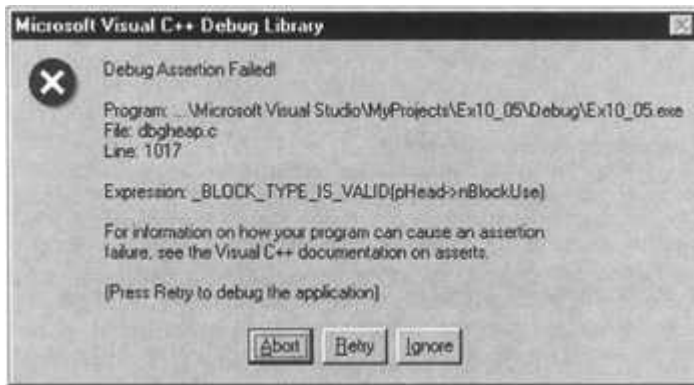 Microsoft Visual C++ Debug Library
Debug Assertion Failed!
Program: ...\Microsoft Visual Studio\MyProjects\Ex10_05\Debug\Ex10_05.exe
File: dbgheap.c
Line: 1017
Expression: _BLOCK_TYPE_IS_VALID(pHead->nBlockUse)
For information on how your program can cause an assertion
failure, see the Visual C++ documentation on asserts.
(Press Retry to debug the application)
Abort Retry Ignore